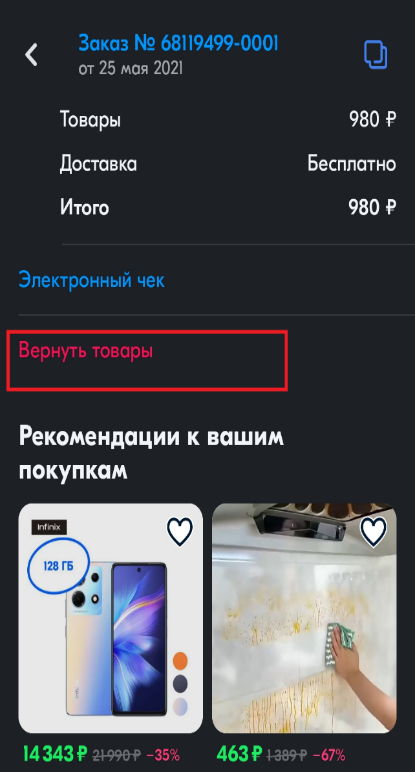 Заказ № 68119499-0001
от 25 мая 2021
Товары 980 ₽
Доставка Бесплатно
Итого 980 ₽
Электронный чек
Вернуть товары
Рекомендации к вашим
покупкам
Infinix
128 ГБ
14 343 ₽ 21 990 ₽ −35%
463 ₽ 1 389 ₽ −67%